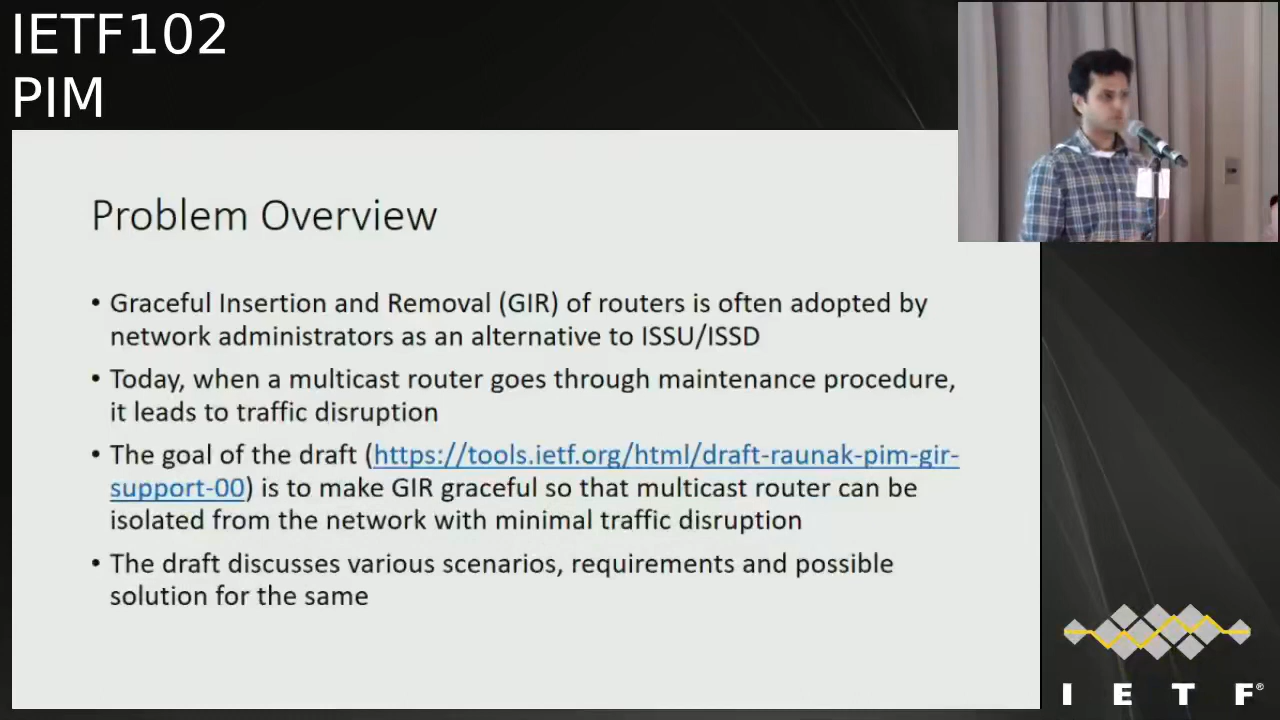 IETF102
PIM
Problem Overview
• Graceful Insertion and Removal (GIR) of routers is often adopted by
network administrators as an alternative to ISSU/ISSD
• Today, when a multicast router goes through maintenance procedure,
it leads to traffic disruption
• The goal of the draft (https://tools.ietf.org/html/draft-raunak-pim-gir-
support-00) is to make GIR graceful so that multicast router can be
isolated from the network with minimal traffic disruption
• The draft discusses various scenarios, requirements and possible
solution for the same
I E T F®